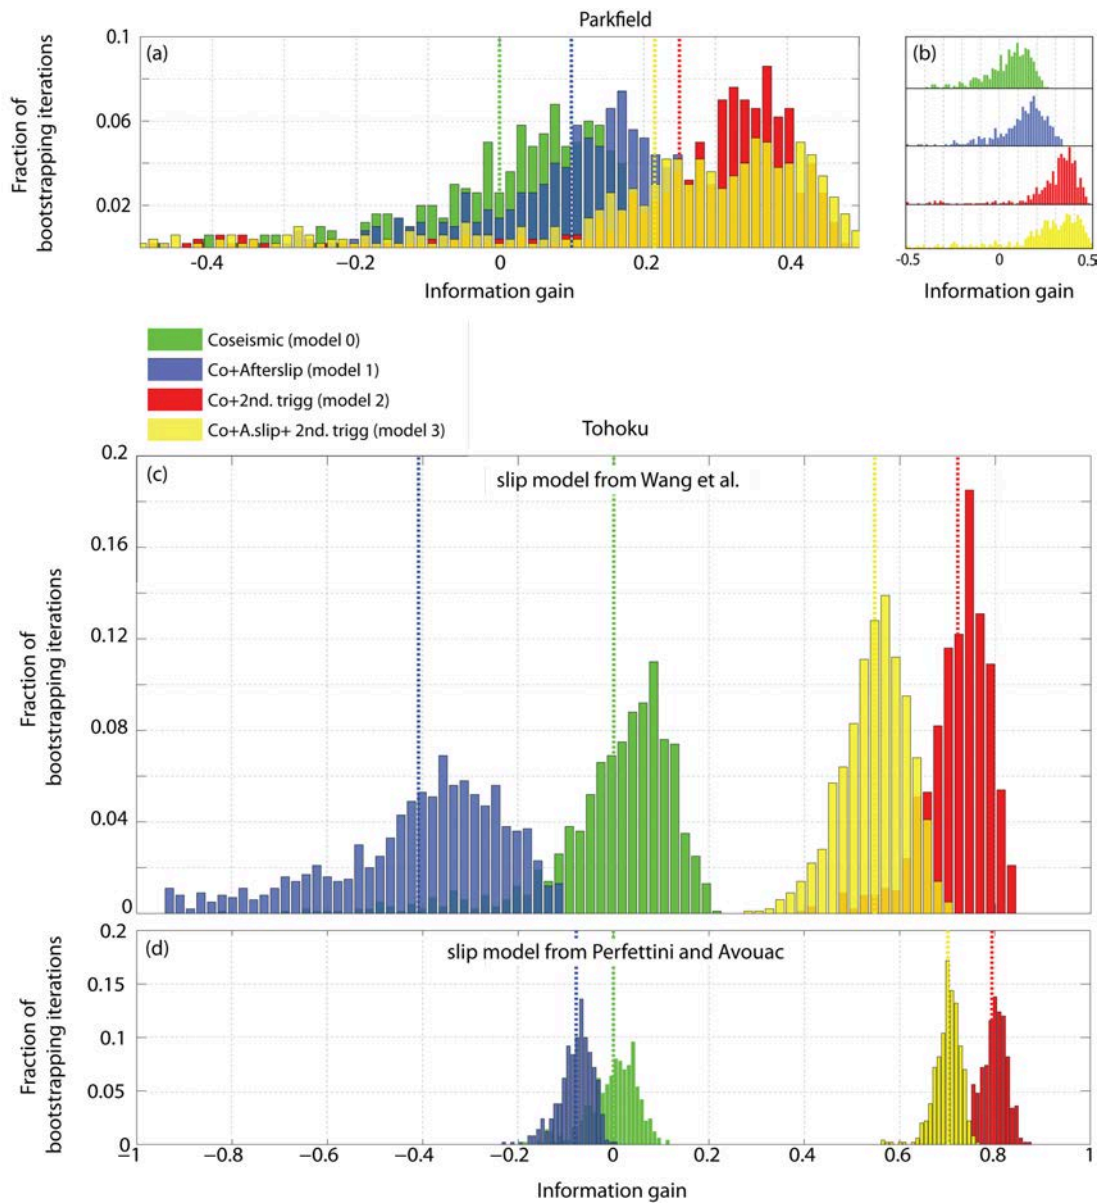 Parkfield
(a)
(b)
0.1
0.06
0.02
Fraction of
bootstrapping iterations
-0.4
-0.2
0
0.2
0.4
Information gain
-0.5
0
0.5
Information gain
Coseismic (model 0)
Co+Afterslip (model 1)
Co+2nd. trigg (model 2)
Co+A.slip+ 2nd. trigg (model 3)
Tohoku
(c)
slip model from Wang et al.
0.2
0.16
0.12
0.08
0.04
0
Fraction of
bootstrapping iterations
(d)
slip model from Perfettini and Avouac
0.2
0.15
0.1
0.05
0
Fraction of
bootstrapping iterations
−1
−0.8
−0.6
−0.4
−0.2
0
0.2
0.4
0.6
0.8
1
Information gain